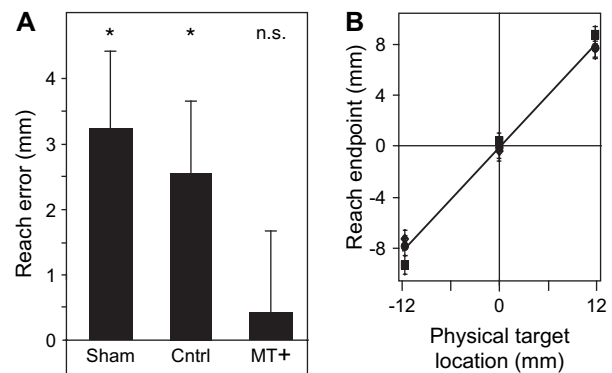 A
* * n.s.
4
3
2
1
0
Reach error (mm)
Sham Cntrl MT+
B
8
4
0
-4
-8
Reach endpoint (mm)
-12 0 12
Physical target
location (mm)